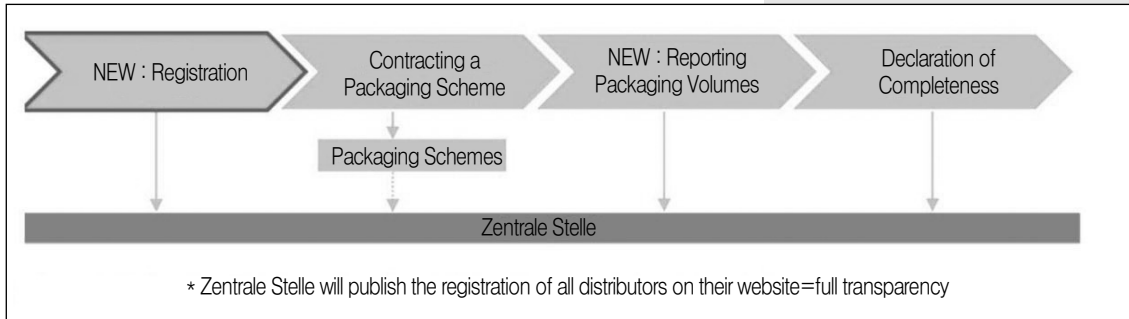 NEW : Registration
Contracting a
Packaging Scheme
NEW : Reporting
Packaging Volumes
Declaration of
Completeness
Packaging Schemes
Zentrale Stelle
* Zentrale Stelle will publish the registration of all distributors on their website=full transparency